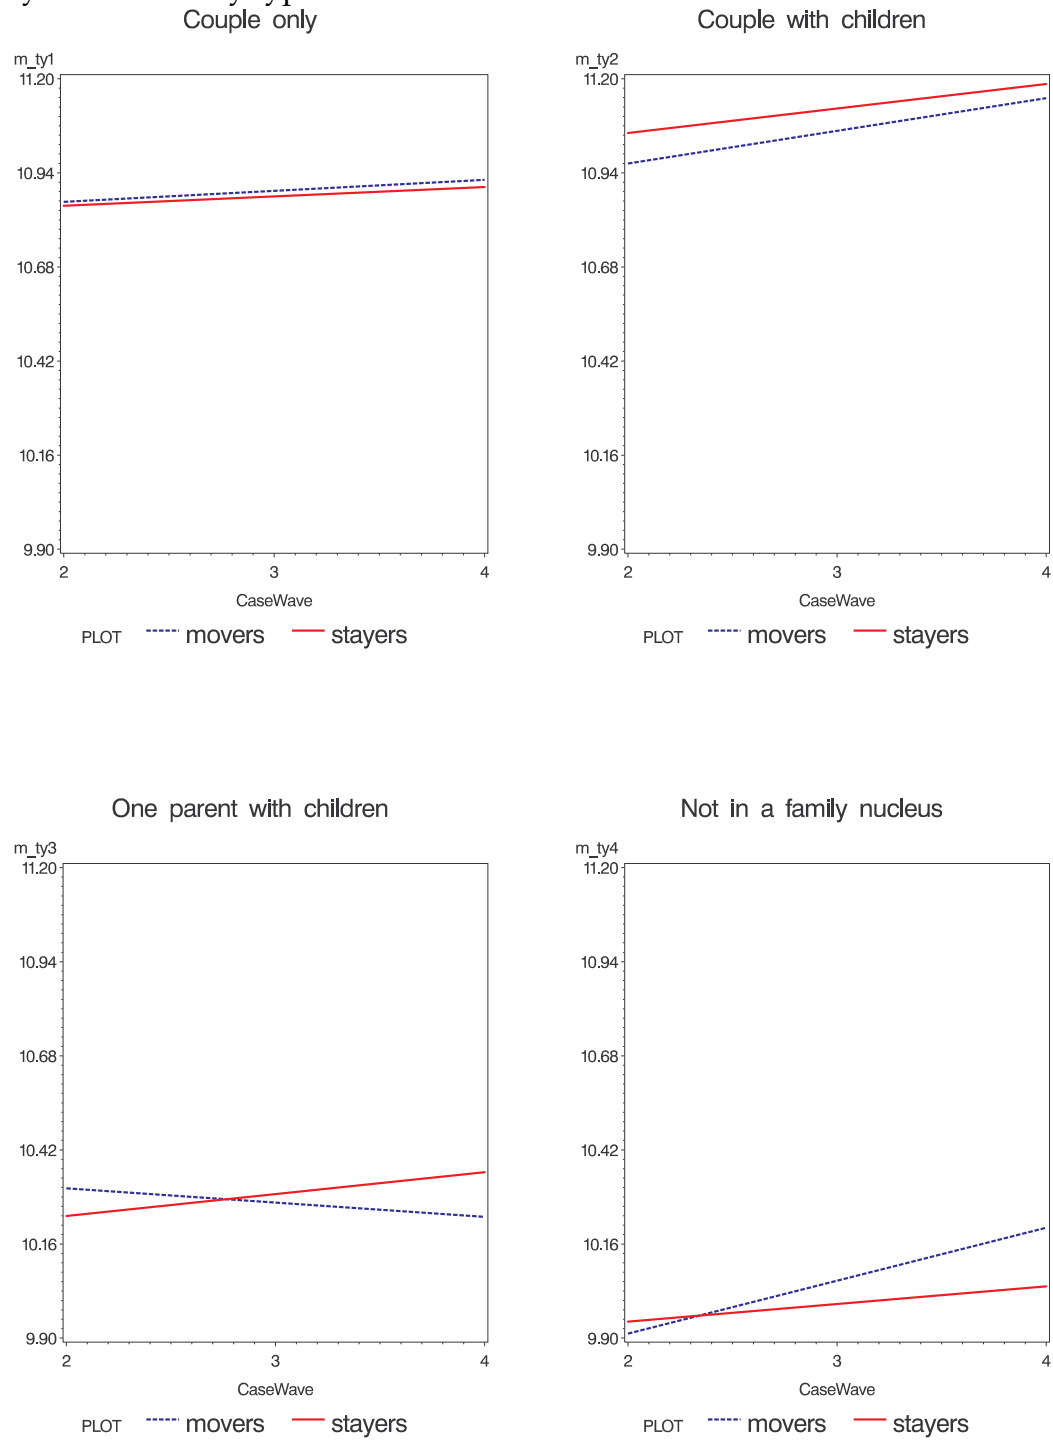 Couple only
m_ty1
11.20
10.94
10.68
10.42
10.16
9.90
2 3 4
CaseWave
PLOT movers stayers
Couple with children
m_ty2
11.20
10.94
10.68
10.42
10.16
9.90
2 3 4
CaseWave
PLOT movers stayers
One parent with children
m_ty3
11.20
10.94
10.68
10.42
10.16
9.90
2 3 4
CaseWave
PLOT movers stayers
Not in a family nucleus
m_ty4
11.20
10.94
10.68
10.42
10.16
9.90
2 3 4
CaseWave
PLOT movers stayers